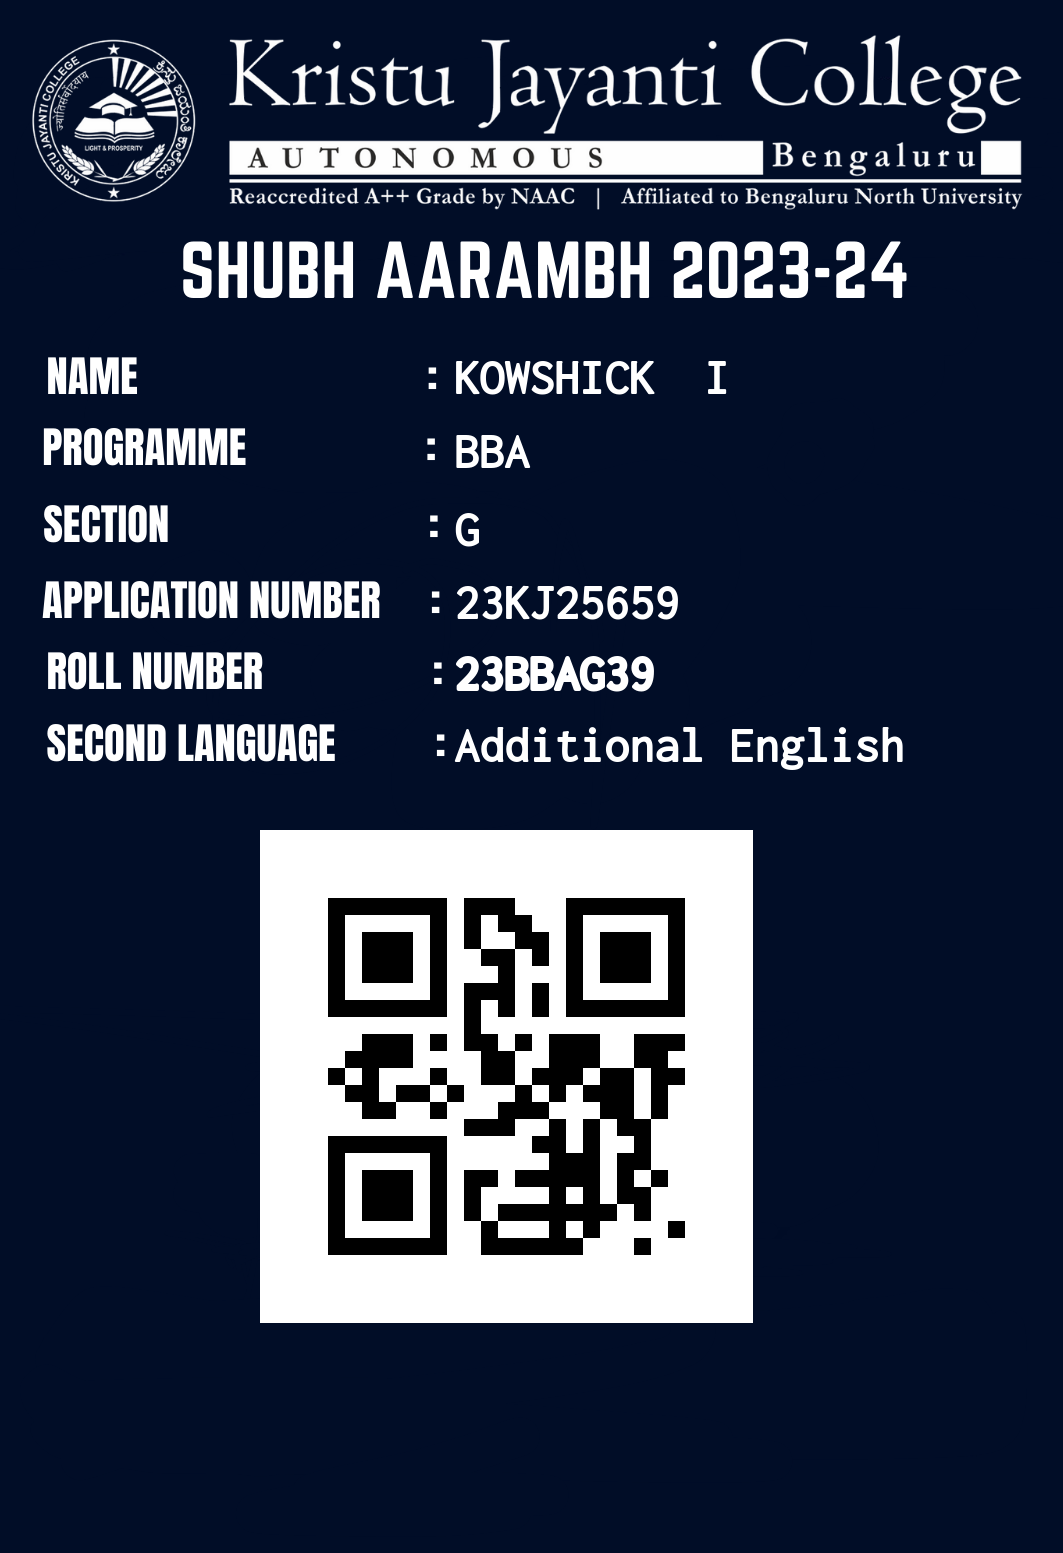 Kristu Jayanti College
AUTONOMOUS Bengaluru
Reaccredited A++ Grade by NAAC | Affiliated to Bengaluru North University
KRISTU JAYANTI COLLEGE
LIGHT & PROSPERITY
SHUBH AARAMBH 2023-24
NAME : KOWSHICK I
PROGRAMME : BBA
SECTION : G
APPLICATION NUMBER : 23KJ25659
ROLL NUMBER : 23BBAG39
SECOND LANGUAGE : Additional English